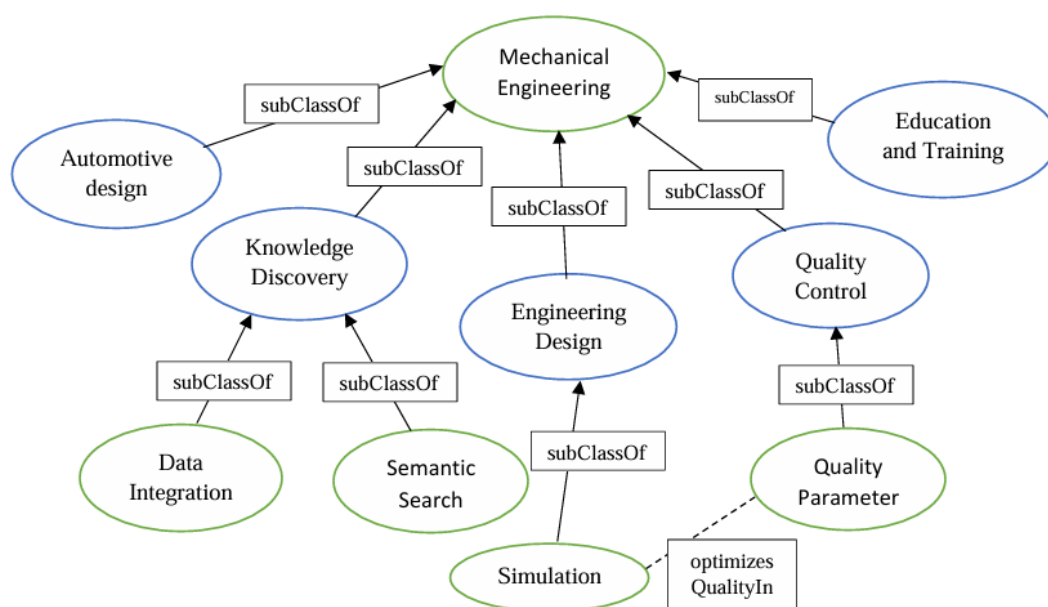 Mechanical
Engineering
subClassOf
subClassOf
Education
and Training
Automotive
design
subClassOf
subClassOf
subClassOf
Knowledge
Discovery
Quality
Control
Engineering
Design
subClassOf
subClassOf
subClassOf
subClassOf
Data
Integration
Semantic
Search
Quality
Parameter
Simulation
optimizes
QualityIn